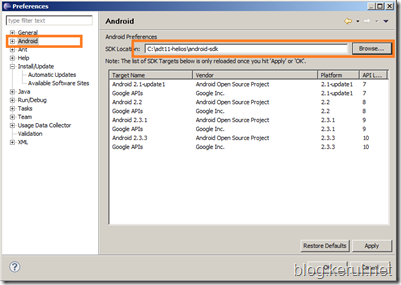 Preferences
type filter text
General
Android
Ant
Help
Install/Update
Automatic Updates
Available Software Sites
Java
Run/Debug
Tasks
Team
Usage Data Collector
Validation
XML
Android
Android Preferences
SDK Location: C:\adt11-helios\android-sdk Browse...
Note: The list of SDK Targets below is only reloaded once you hit 'Apply' or 'OK'.
Target Name Vendor Platform API L...
Android 2.1-update1 Android Open Source Project 2.1-update1 7
Google APIs Google Inc. 2.1-update1 7
Android 2.2 Android Open Source Project 2.2 8
Google APIs Google Inc. 2.2 8
Android 2.3.1 Android Open Source Project 2.3.1 9
Google APIs Google Inc. 2.3.1 9
Android 2.3.3 Android Open Source Project 2.3.3 10
Google APIs Google Inc. 2.3.3 10
Restore Defaults Apply
Cancel
blog.kerui.net